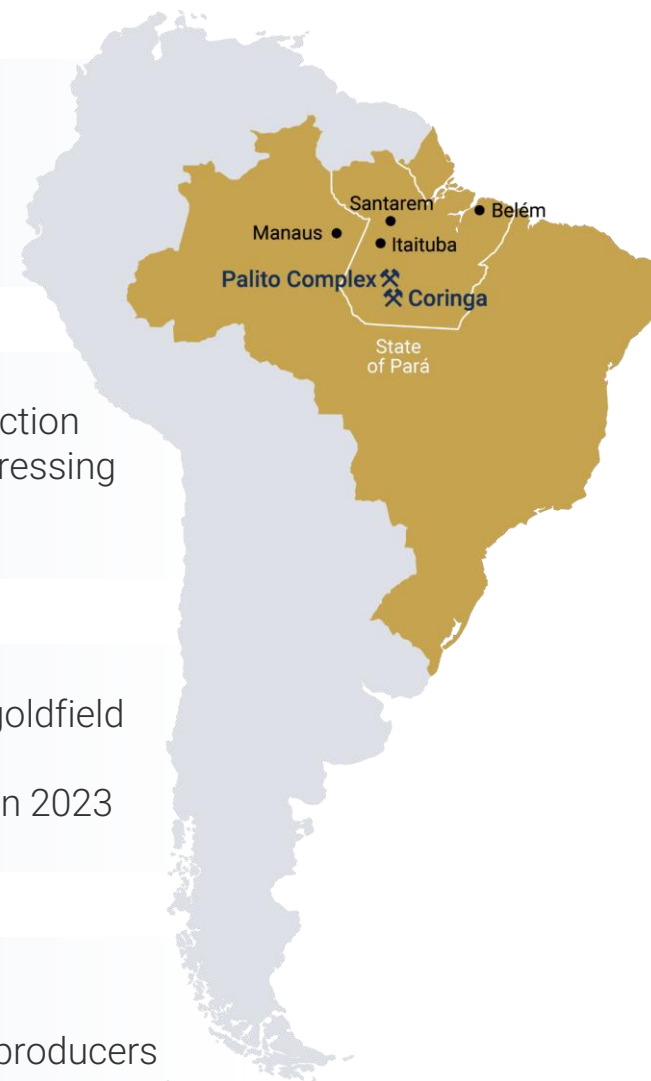 Santarem
Belém
Manaus
Itaituba
Palito Complex
Coringa
State
of Pará
ction
ressing
goldfield
n 2023
producers